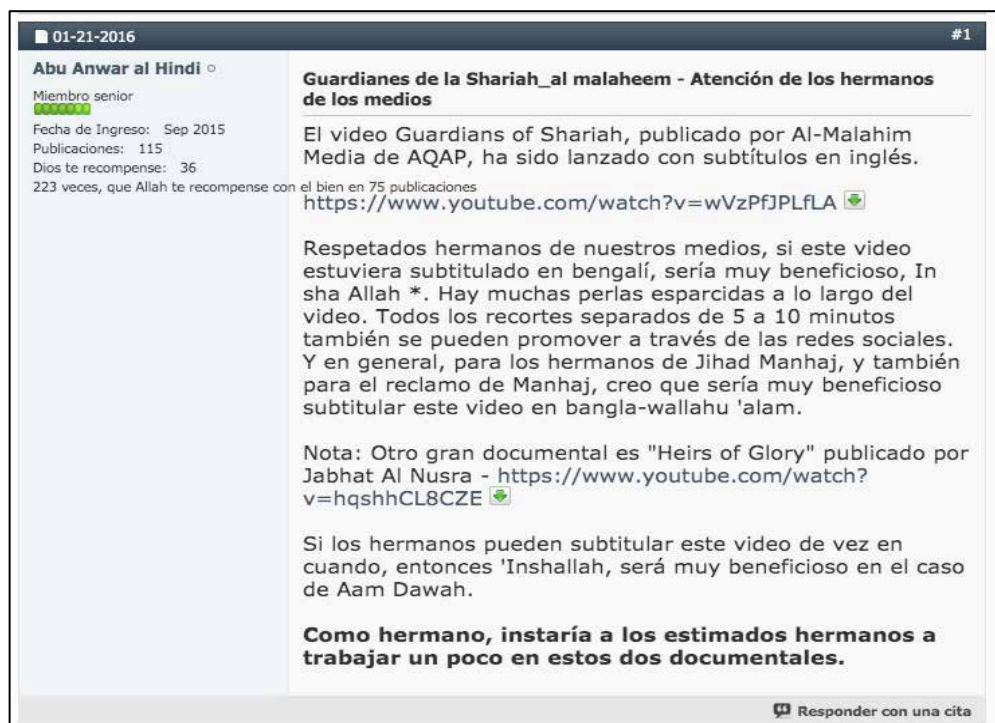 01-21-2016 #1
Abu Anwar al Hindi
Miembro senior
Fecha de Ingreso: Sep 2015
Publicaciones: 115
Dios te recompense: 36
223 veces, que Allah te recompense con el bien en 75 publicaciones
Guardianes de la Shariah_al malaheem - Atención de los hermanos
de los medios
El video Guardians of Shariah, publicado por Al-Malahim
Media de AQAP, ha sido lanzado con subtítulos en inglés.
https://www.youtube.com/watch?v=wVzPfJPLfLA
Respetados hermanos de nuestros medios, si este video
estuviera subtitulado en bengalí, sería muy beneficioso, In
sha Allah *. Hay muchas perlas esparcidas a lo largo del
video. Todos los recortes separados de 5 a 10 minutos
también se pueden promover a través de las redes sociales.
Y en general, para los hermanos de Jihad Manhaj, y también
para el reclamo de Manhaj, creo que sería muy beneficioso
subtitular este video en bangla-wallahu 'alam.
Nota: Otro gran documental es "Heirs of Glory" publicado por
Jabhat Al Nusra - https://www.youtube.com/watch?
v=hqshhCL8CZE
Si los hermanos pueden subtitular este video de vez en
cuando, entonces 'Inshallah, será muy beneficioso en el caso
de Aam Dawah.
Como hermano, instaría a los estimados hermanos a
trabajar un poco en estos dos documentales.
Responder con una cita